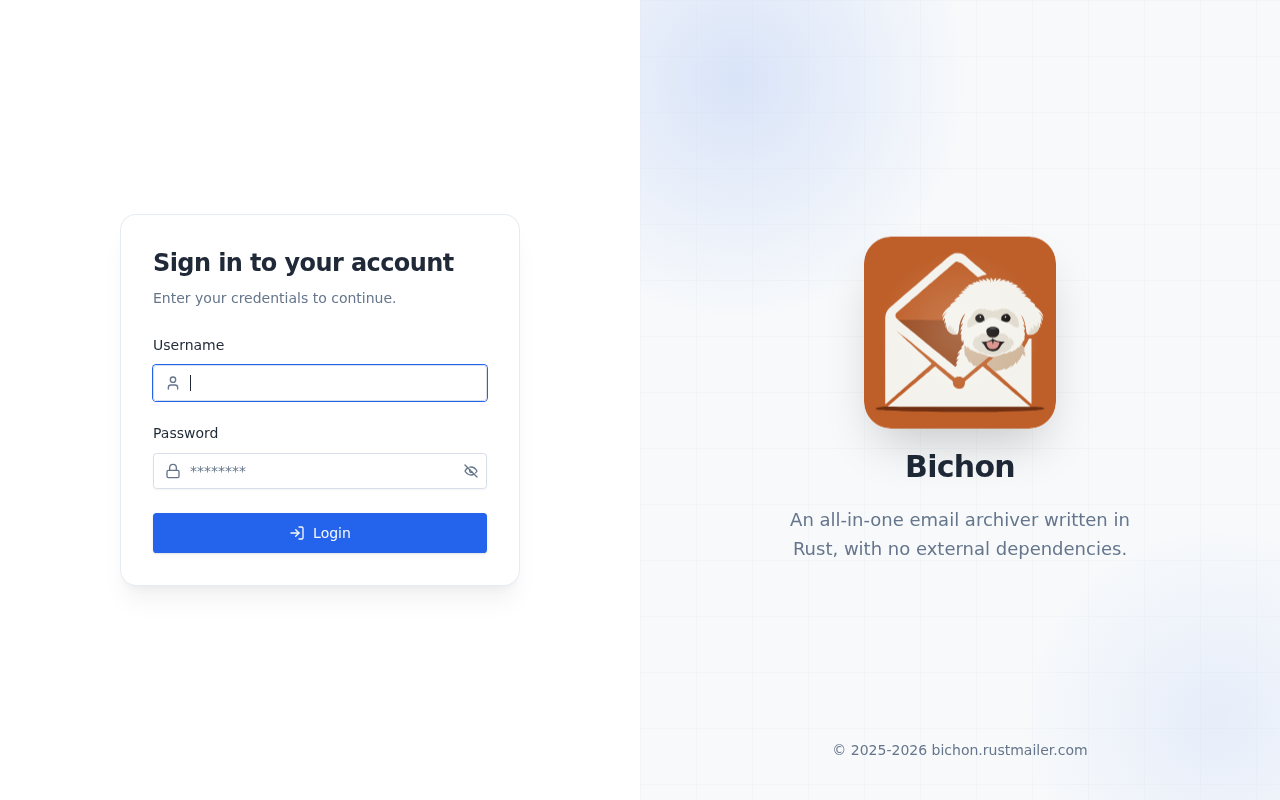 Sign in to your account
Enter your credentials to continue.
Username
Password
********
Login
Bichon
An all-in-one email archiver written in
Rust, with no external dependencies.
© 2025-2026 bichon.rustmailer.com